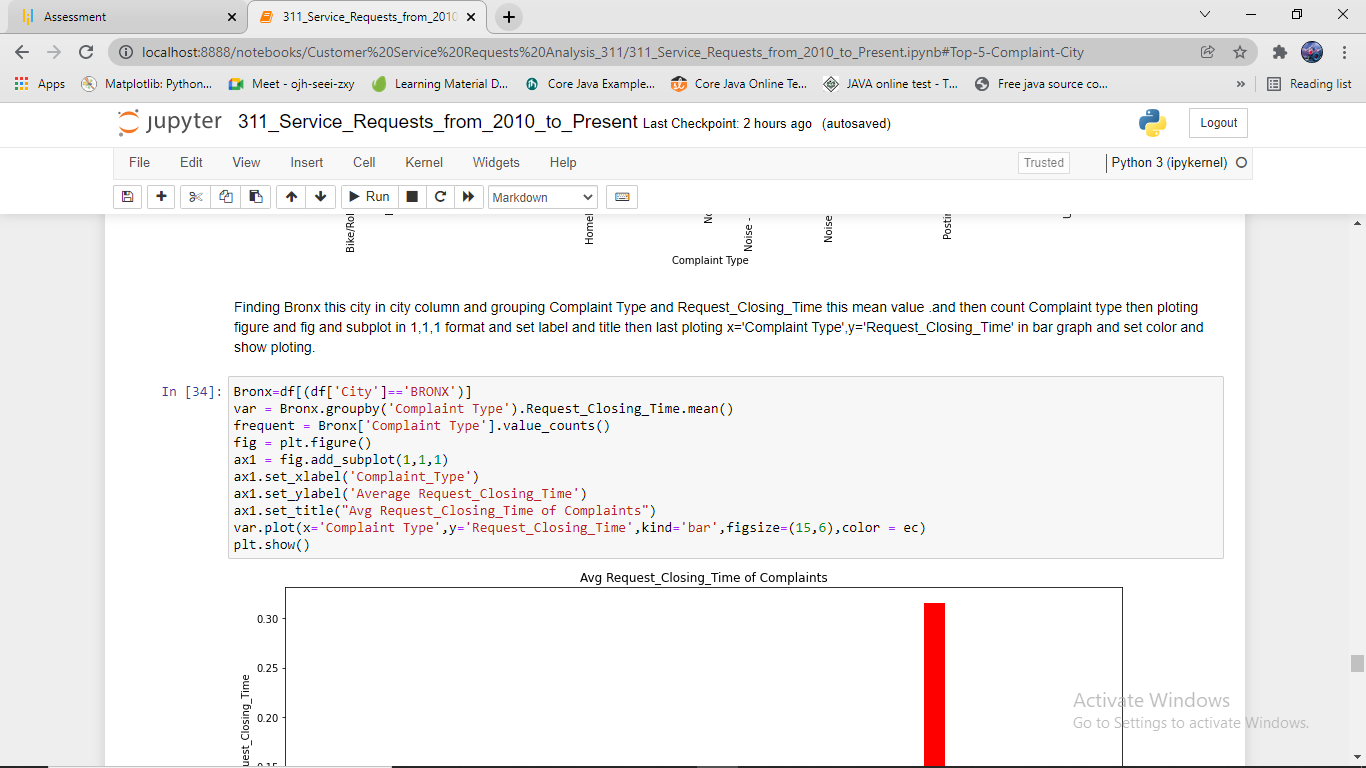 Assessment
311_Service_Requests_from_2010
localhost:8888/notebooks/Customer%20Service%20Requests%20Analysis_311/311_Service_Requests_from_2010_to_Present.ipynb#Top-5-Complaint-City
Apps Matplotlib: Python... Meet - ojh-seei-zxy Learning Material D... Core Java Example... Core Java Online Te... JAVA online test - T... Free java source co... » Reading list
jupyter 311_Service_Requests_from_2010_to_Present Last Checkpoint: 2 hours ago (autosaved) Logout
File Edit View Insert Cell Kernel Widgets Help Trusted Python 3 (ipykernel)
Run Markdown
Bike/Rol
Homel
Noise -
Noise
Postin
Complaint Type
Finding Bronx this city in city column and grouping Complaint Type and Request_Closing_Time this mean value .and then count Complaint type then ploting
figure and fig and subplot in 1,1,1 format and set label and title then last ploting x='Complaint Type',y='Request_Closing_Time' in bar graph and set color and
show ploting.
In [34]: Bronx=df[(df['City']=='BRONX')]
var = Bronx.groupby('Complaint Type').Request_Closing_Time.mean()
frequent = Bronx['Complaint Type'].value_counts()
fig = plt.figure()
ax1 = fig.add_subplot(1,1,1)
ax1.set_xlabel('Complaint_Type')
ax1.set_ylabel('Average Request_Closing_Time')
ax1.set_title("Avg Request_Closing_Time of Complaints")
var.plot(x='Complaint Type',y='Request_Closing_Time',kind='bar',figsize=(15,6),color = ec)
plt.show()
Avg Request_Closing_Time of Complaints
0.30
0.25
0.20
0.15
uest_Closing_Time
Activate Windows
Go to Settings to activate Windows.